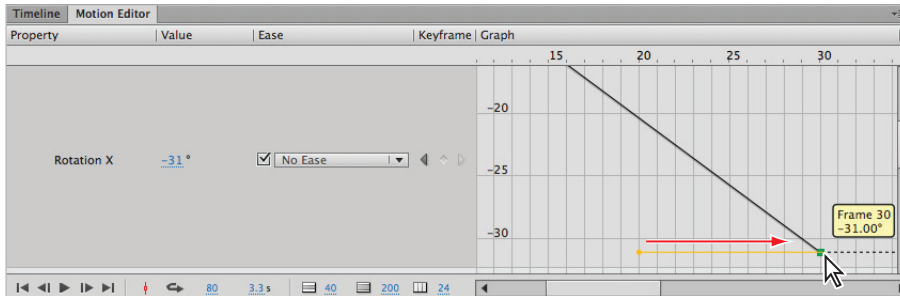 Timeline Motion Editor
Property Value Ease Keyframe Graph
15 20 25 30
-20
Rotation X -31 ° No Ease
-25
-30
Frame 30
-31.00°
80 3.3 s 40 200 24